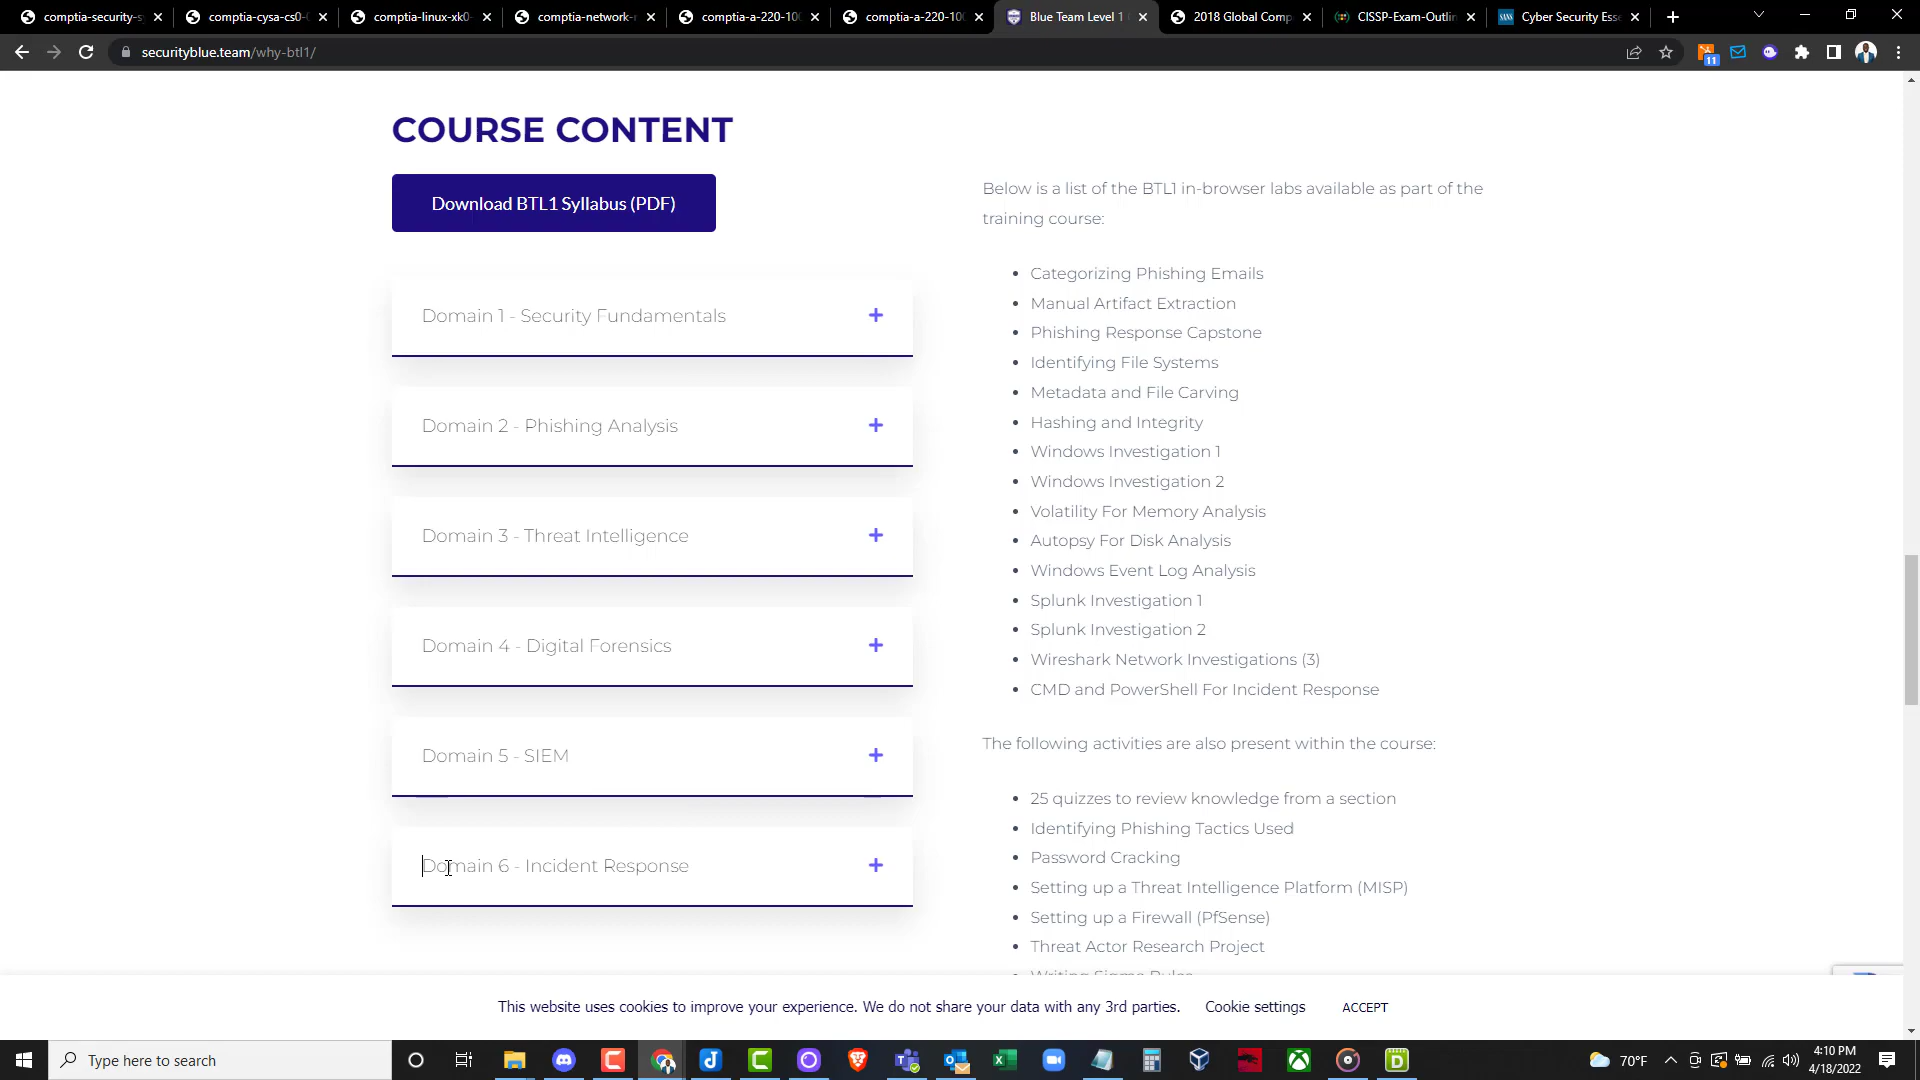 comptia-security-s
comptia-cysa-cs0-
comptia-linux-xk0-
comptia-network-
comptia-a-220-10
comptia-a-220-10
Blue Team Level 1
2018 Global Comp
CISSP-Exam-Outlin
Cyber Security Ess
securityblue.team/why-btl1/
11
COURSE CONTENT
Download BTL1 Syllabus (PDF)
Domain 1 - Security Fundamentals
Domain 2 - Phishing Analysis
Domain 3 - Threat Intelligence
Domain 4 - Digital Forensics
Domain 5 - SIEM
Domain 6 - Incident Response
Below is a list of the BTL1 in-browser labs available as part of the
training course:
Categorizing Phishing Emails
Manual Artifact Extraction
Phishing Response Capstone
Identifying File Systems
Metadata and File Carving
Hashing and Integrity
Windows Investigation 1
Windows Investigation 2
Volatility For Memory Analysis
Autopsy For Disk Analysis
Windows Event Log Analysis
Splunk Investigation 1
Splunk Investigation 2
Wireshark Network Investigations (3)
CMD and PowerShell For Incident Response
The following activities are also present within the course:
25 quizzes to review knowledge from a section
Identifying Phishing Tactics Used
Password Cracking
Setting up a Threat Intelligence Platform (MISP)
Setting up a Firewall (PfSense)
Threat Actor Research Project
Writing Sigma Rules
This website uses cookies to improve your experience. We do not share your data with any 3rd parties. Cookie settings ACCEPT
Type here to search
70°F
4:10 PM
4/18/2022